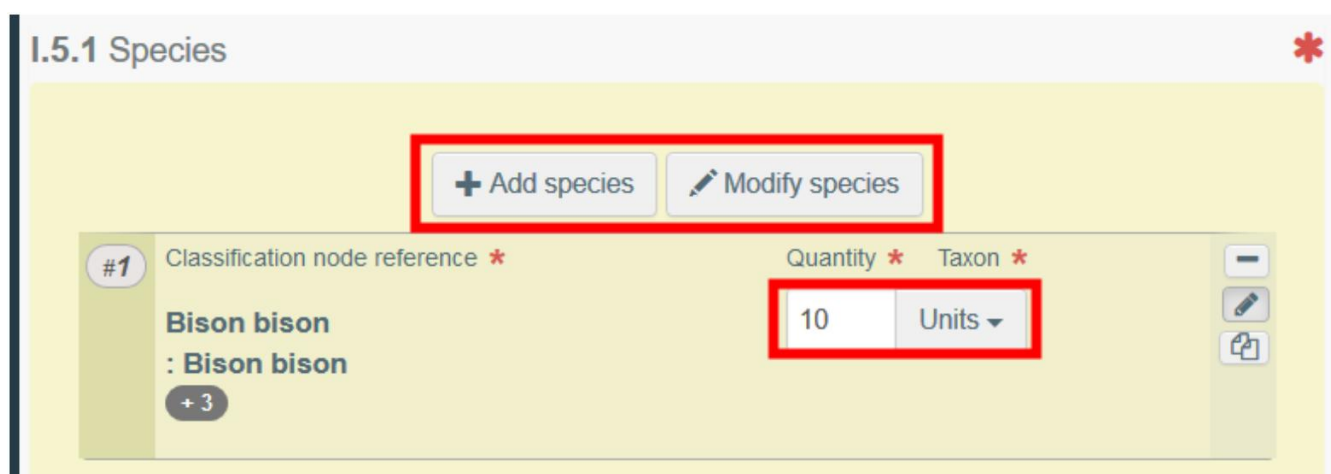 I.5.1 Species *
+ Add species Modify species
#1 Classification node reference * Quantity * Taxon *
10 Units
Bison bison
: Bison bison
+ 3